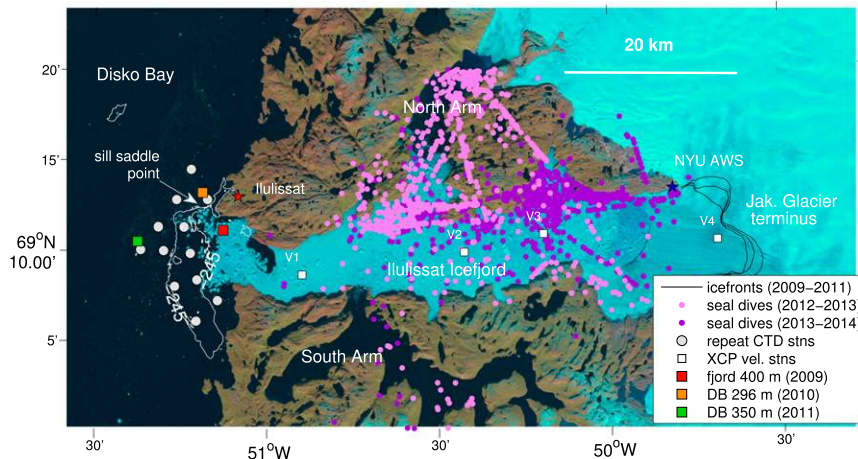 20 km
20'
Disko Bay
North Arm
15'
sill saddle
point
NYU AWS
Ilulissat
Jak. Glacier
terminus
V3
V4
69°N
10.00'
V1
V2
Ilulissat Icefjord
-245
-245
icefronts (2009–2011)
seal dives (2012–2013)
seal dives (2013–2014)
repeat CTD stns
XCP vel. stns
fjord 400 m (2009)
DB 296 m (2010)
DB 350 m (2011)
5'
South Arm
30'
51°W
30'
50°W
30'